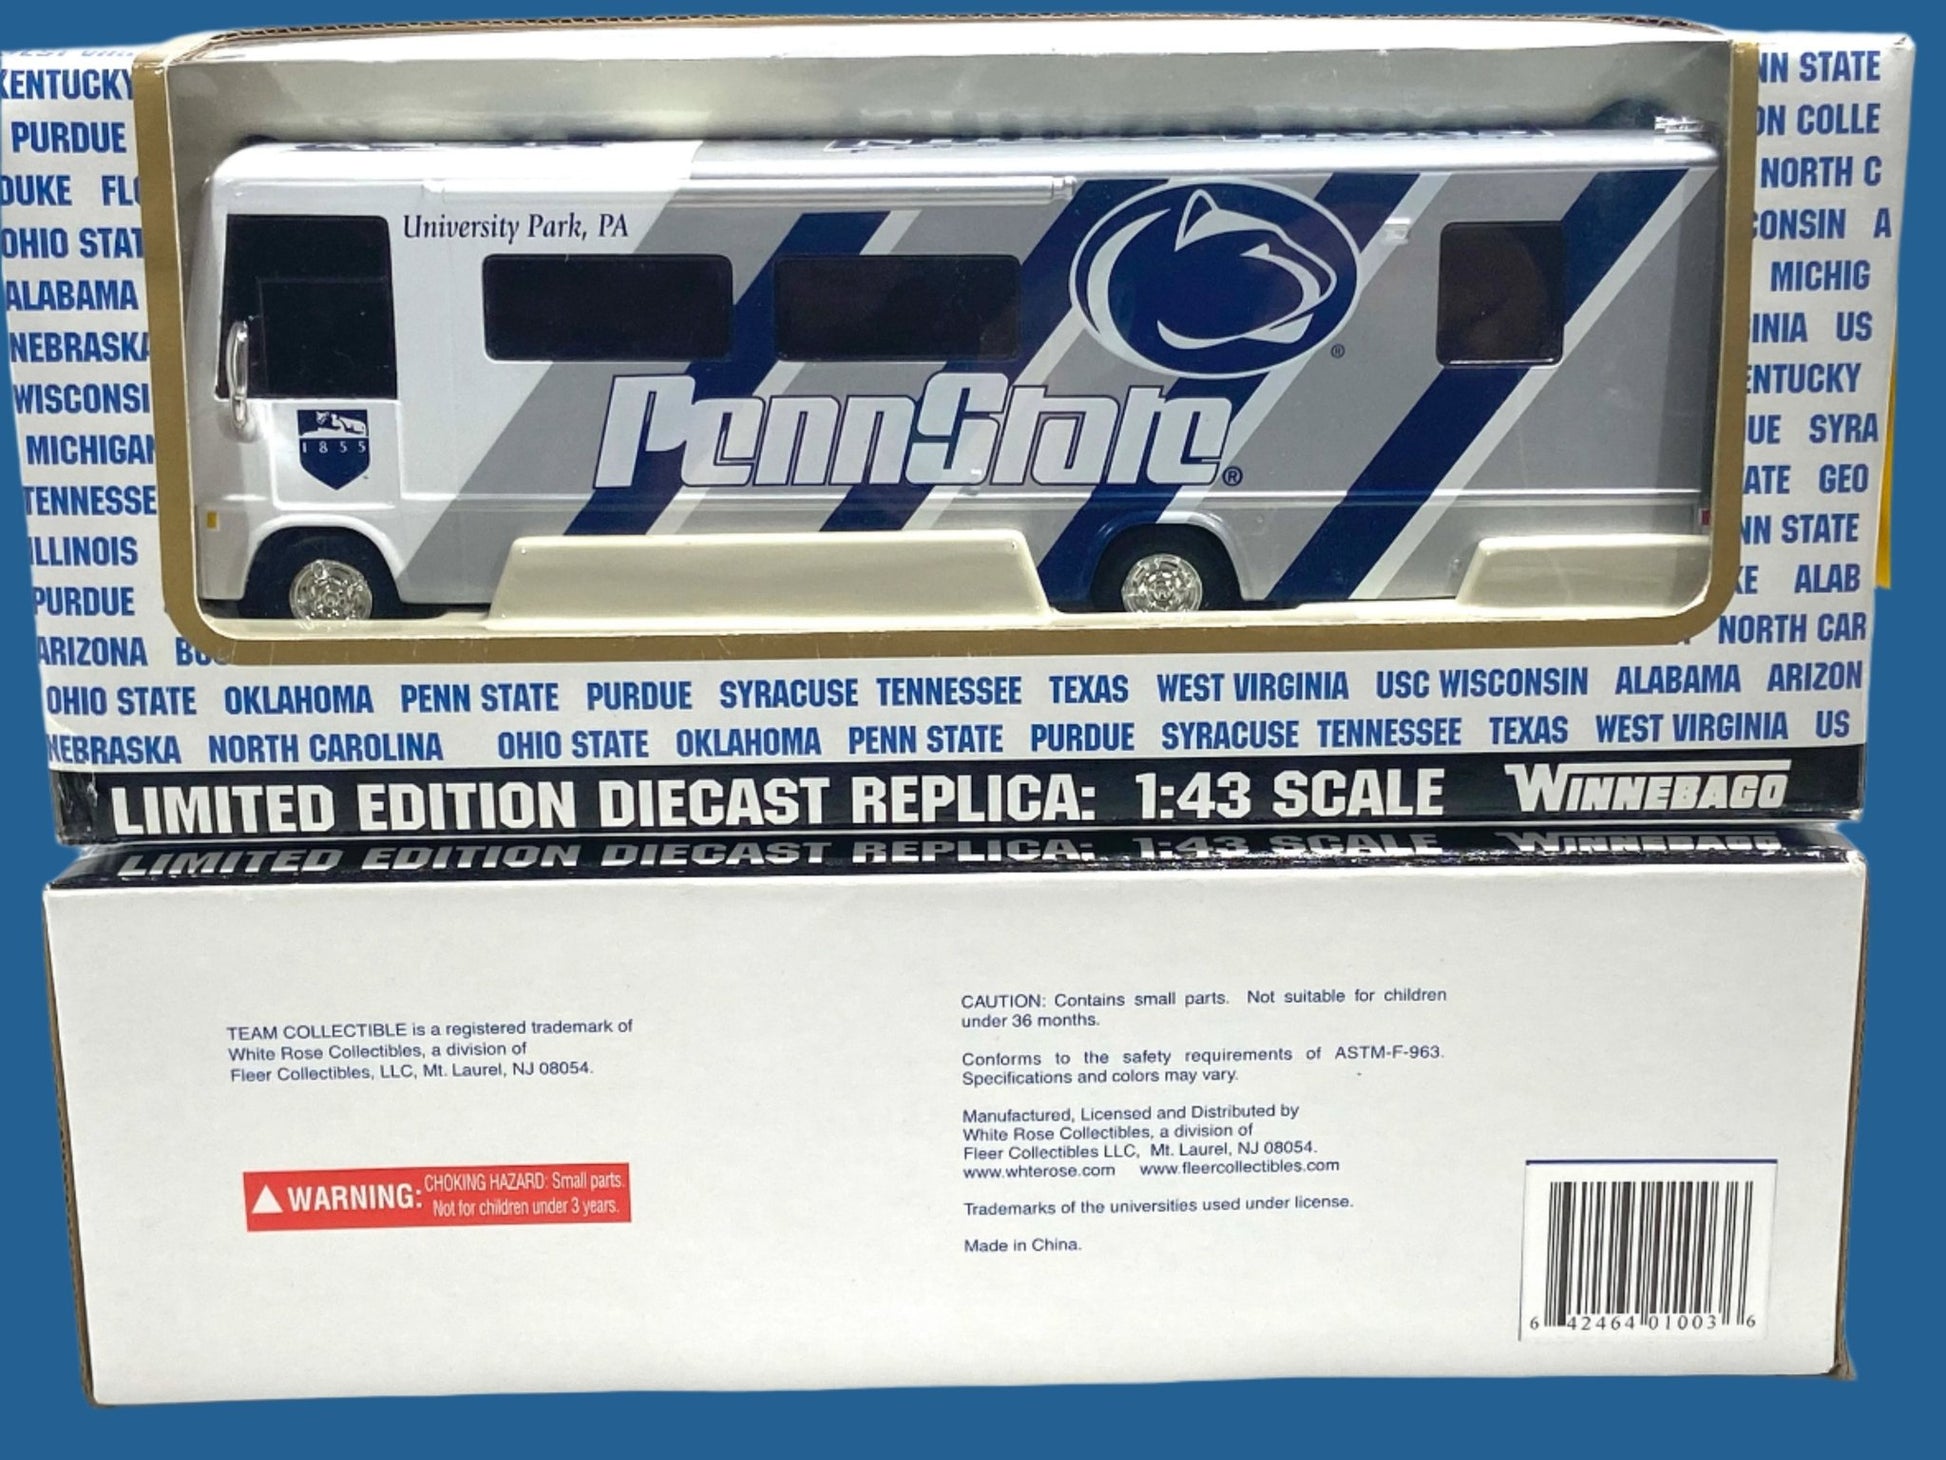 KENTUCKY
PURDUE
DUKE
OHIO STAT
ALABAMA
NEBRASKA
WISCONSI
MICHIGAN
TENNESSE
ILLINOIS
PURDUE
ARIZONA
NN STATE
ON COLLE
NORTH C
CONSIN A
MICHIG
INIA US
ENTUCKY
UE SYRA
ATE GEO
NN STATE
KE ALAB
NORTH CAR
University Park, PA
PennState®
®
1855
OHIO STATE OKLAHOMA PENN STATE PURDUE SYRACUSE TENNESSEE TEXAS WEST VIRGINIA USC WISCONSIN ALABAMA ARIZON
NEBRASKA NORTH CAROLINA OHIO STATE OKLAHOMA PENN STATE PURDUE SYRACUSE TENNESSEE TEXAS WEST VIRGINIA US
LIMITED EDITION DIECAST REPLICA: 1:43 SCALE WINNEBAGO
LIMITED EDITION DIECAST REPLICA: 1:43 SCALE WINNEBAGO
TEAM COLLECTIBLE is a registered trademark of
White Rose Collectibles, a division of
Fleer Collectibles, LLC, Mt. Laurel, NJ 08054.
WARNING: CHOKING HAZARD: Small parts.
Not for children under 3 years.
CAUTION: Contains small parts. Not suitable for children
under 36 months.
Conforms to the safety requirements of ASTM-F-963.
Specifications and colors may vary.
Manufactured, Licensed and Distributed by
White Rose Collectibles, a division of
Fleer Collectibles LLC, Mt. Laurel, NJ 08054.
www.whterose.com www.fleercollectibles.com
Trademarks of the universities used under license.
Made in China.
6 42464 01003 6